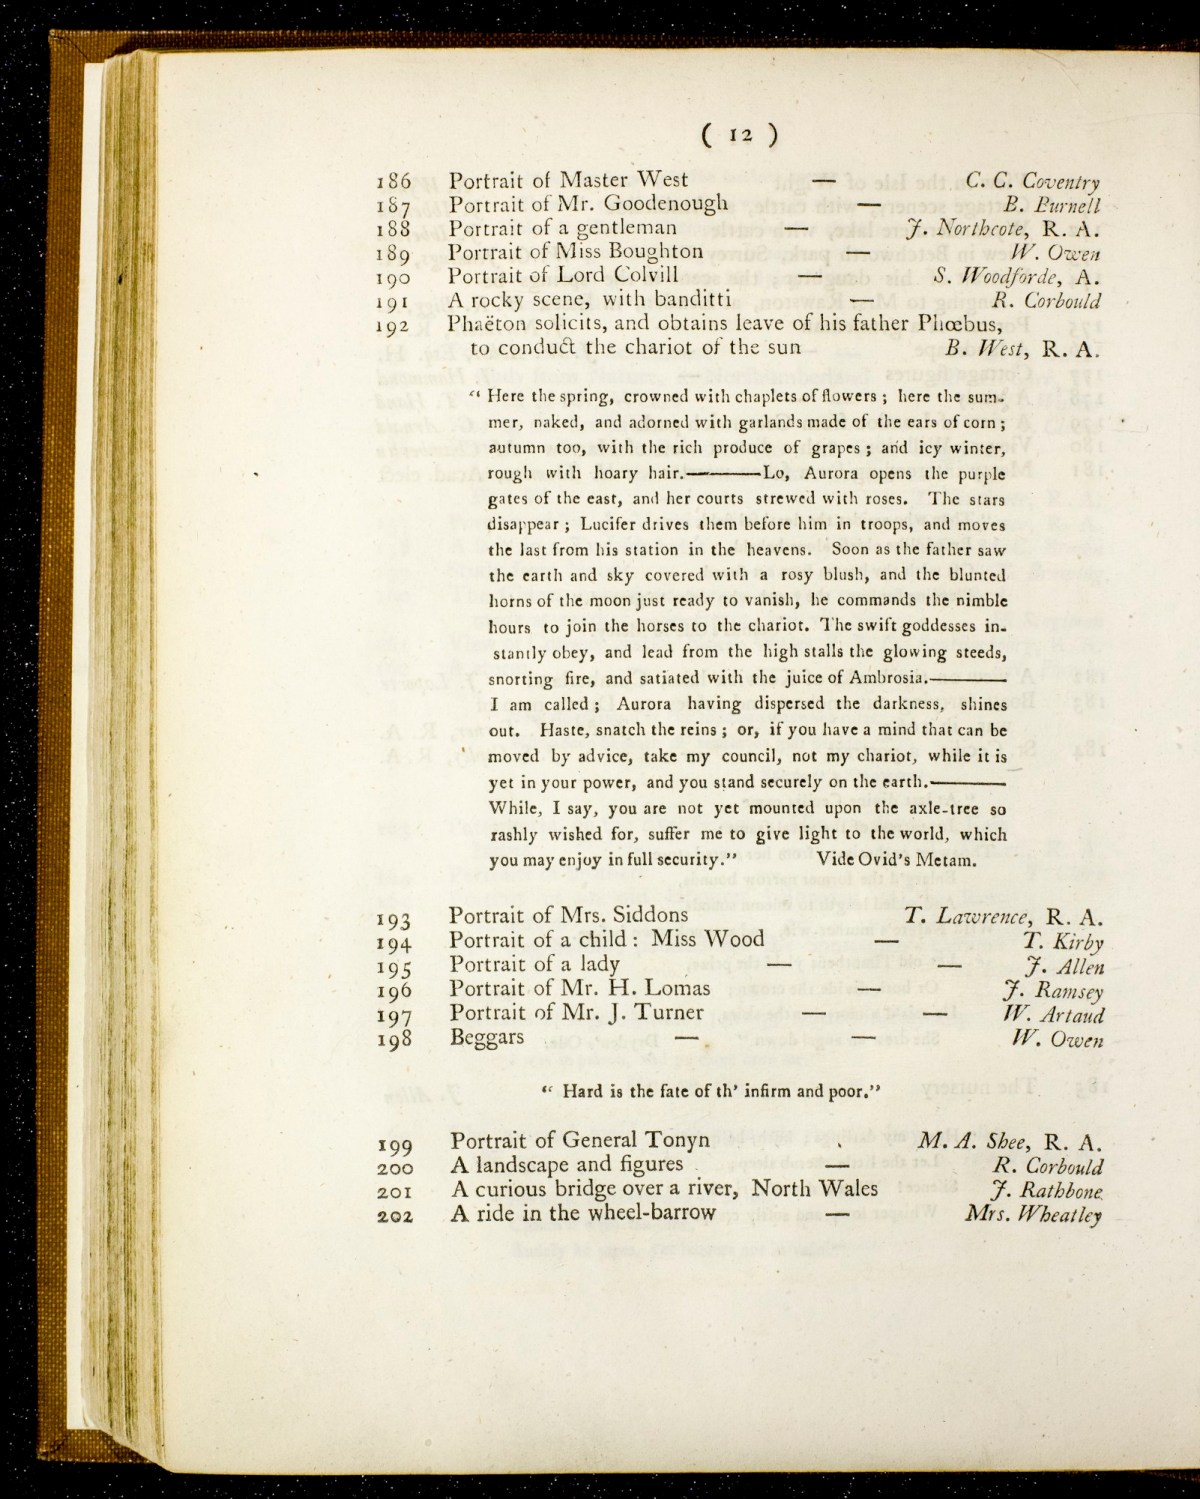 ( 12 )
186 Portrait of Master West — C. C. Coventry
187 Portrait of Mr. Goodenough — B. Burnell
188 Portrait of a gentleman — J. Northcote, R. A.
189 Portrait of Miss Boughton — W. Owen
190 Portrait of Lord Colvill — S. Woodforde, A.
191 A rocky scene, with banditti — R. Corbould
192 Phaëton solicits, and obtains leave of his father Phœbus,
to conduct the chariot of the sun B. West, R. A.
“ Here the spring, crowned with chaplets of flowers ; here the sum-
mer, naked, and adorned with garlands made of the ears of corn ;
autumn too, with the rich produce of grapes ; and icy winter,
rough with hoary hair.———Lo, Aurora opens the purple
gates of the east, and her courts strewed with roses. The stars
disappear ; Lucifer drives them before him in troops, and moves
the last from his station in the heavens. Soon as the father saw
the earth and sky covered with a rosy blush, and the blunted
horns of the moon just ready to vanish, he commands the nimble
hours to join the horses to the chariot. The swift goddesses in-
stantly obey, and lead from the high stalls the glowing steeds,
snorting fire, and satiated with the juice of Ambrosia.———
I am called ; Aurora having dispersed the darkness, shines
out. Haste, snatch the reins ; or, if you have a mind that can be
moved by advice, take my council, not my chariot, while it is
yet in your power, and you stand securely on the earth.———
While, I say, you are not yet mounted upon the axle-tree so
rashly wished for, suffer me to give light to the world, which
you may enjoy in full security.” Vide Ovid's Metam.
193 Portrait of Mrs. Siddons T. Lawrence, R. A.
194 Portrait of a child : Miss Wood — T. Kirby
195 Portrait of a lady — — J. Allen
196 Portrait of Mr. H. Lomas — J. Ramsey
197 Portrait of Mr. J. Turner — — W. Artaud
198 Beggars — — W. Owen
“ Hard is the fate of th' infirm and poor.”
199 Portrait of General Tonyn M. A. Shee, R. A.
200 A landscape and figures — R. Corbould
201 A curious bridge over a river, North Wales J. Rathbone
202 A ride in the wheel-barrow — Mrs. Wheatley